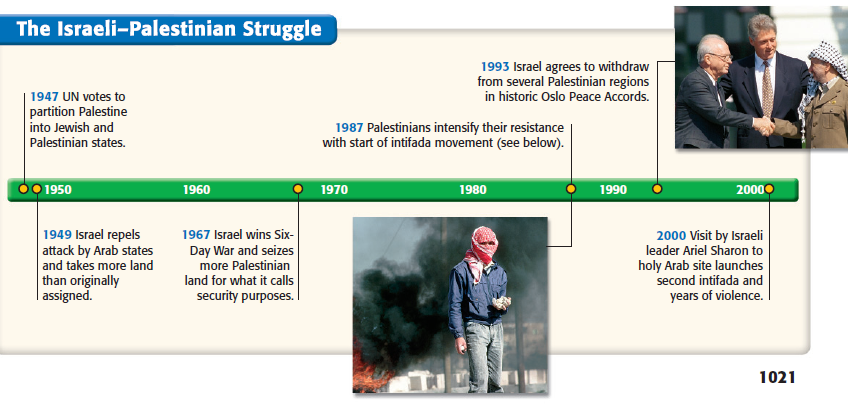 The Israeli–Palestinian Struggle
1947 UN votes to
partition Palestine
into Jewish and
Palestinian states.
1993 Israel agrees to withdraw
from several Palestinian regions
in historic Oslo Peace Accords.
1987 Palestinians intensify their resistance
with start of intifada movement (see below).
1950 1960 1970 1980 1990 2000
1949 Israel repels
attack by Arab states
and takes more land
than originally
assigned.
1967 Israel wins Six-
Day War and seizes
more Palestinian
land for what it calls
security purposes.
2000 Visit by Israeli
leader Ariel Sharon to
holy Arab site launches
second intifada and
years of violence.
1021